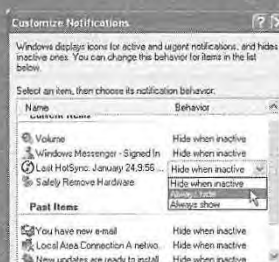 Customize Notifications
Windows displays icons for active and urgent notifications, and hides
inactive ones. You can change this behavior for items in the list
below.
Select an item, then choose its notification behavior.
Name Behavior
Current Items
Volume Hide when inactive
Windows Messenger - Signed In Hide when inactive
Last HotSync: January 24,9:56 ... Hide when inactive
Safely Remove Hardware Hide when inactive
Always hide
Past Items Always show
You have new e-mail Hide when inactive
Local Area Connection A netwo.. Hide when inactive
New updates are ready to install Hide when inactive